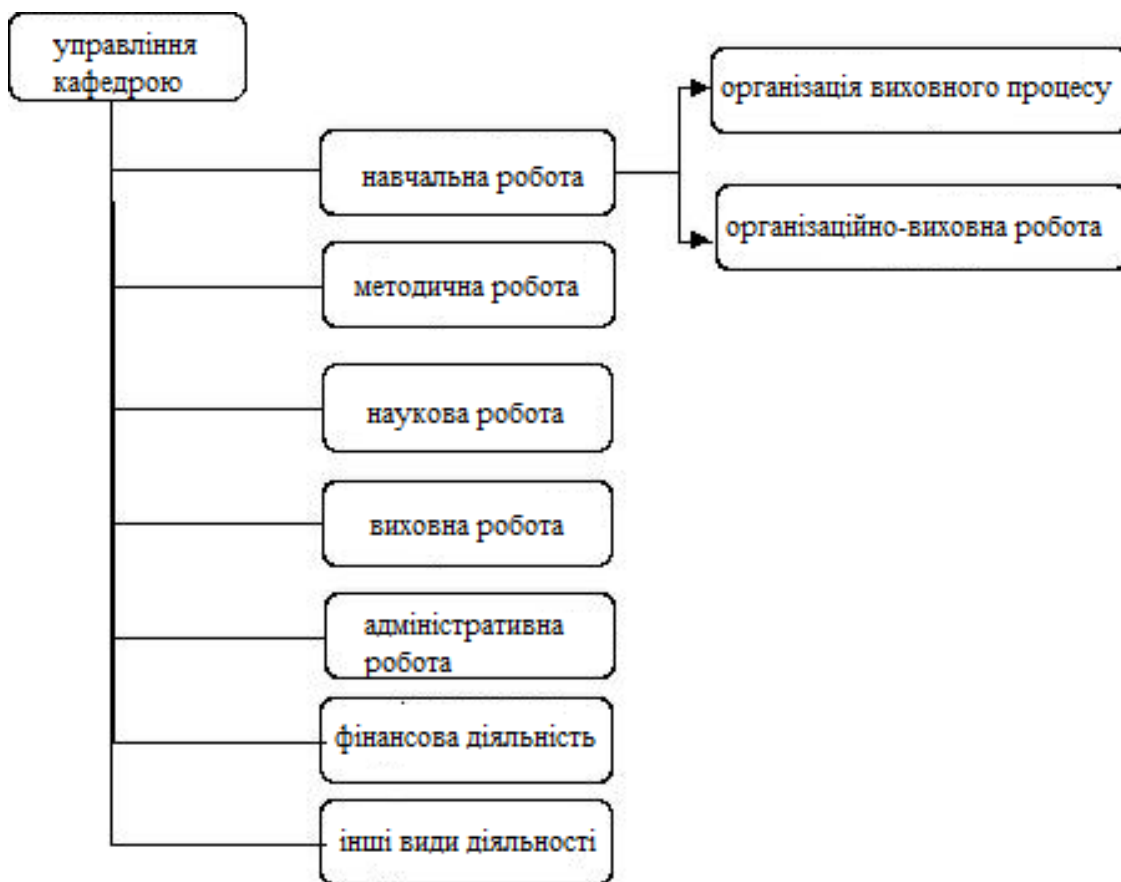 управління
кафедрою
організація виховного процесу
навчальна робота
організаційно-виховна робота
методична робота
наукова робота
виховна робота
адміністративна
робота
фінансова діяльність
інші види діяльності